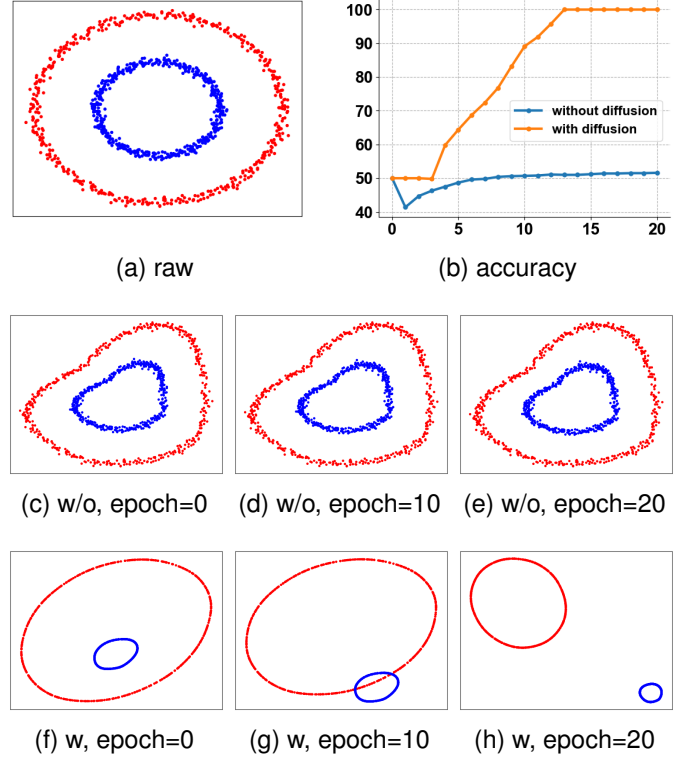 100
90
80
70
60
50
40
without diffusion
with diffusion
0 5 10 15 20
(a) raw (b) accuracy
(c) w/o, epoch=0 (d) w/o, epoch=10 (e) w/o, epoch=20
(f) w, epoch=0 (g) w, epoch=10 (h) w, epoch=20